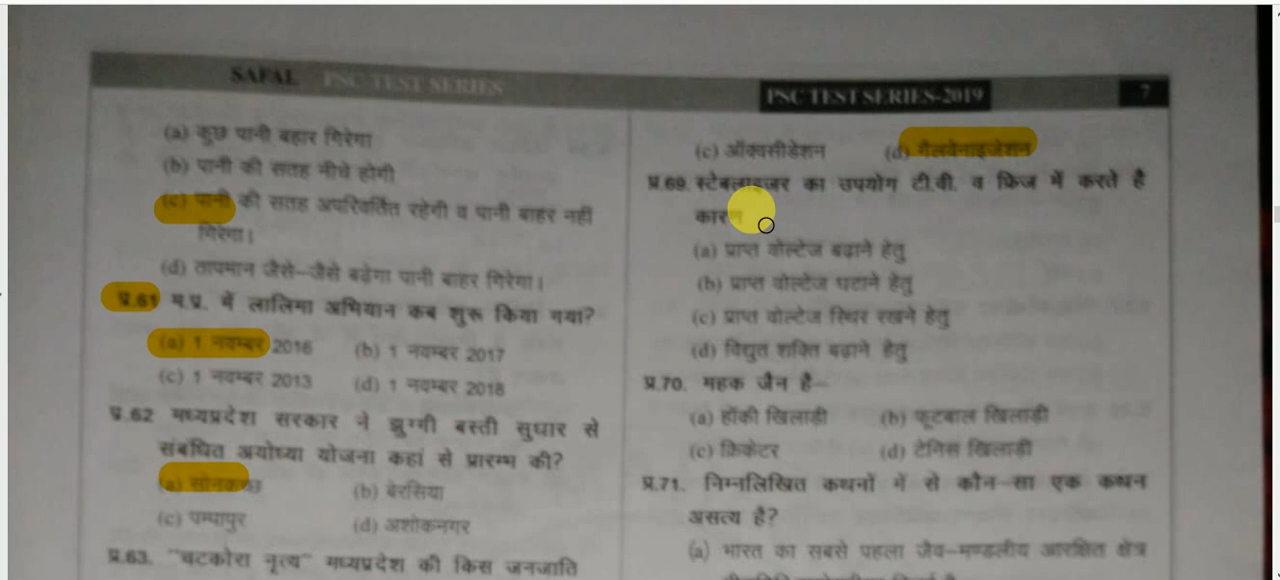 SAFAL PSC TEST SERIES
PSC TEST SERIES-2019 7
(a) कुछ पानी बहार गिरेगा
(b) पानी की सतह नीचे होगी
(c) पानी की सतह अपरिवर्तित रहेगी व पानी बाहर नहीं
गिरेगा।
(d) तापमान जैसे-जैसे बढ़ेगा पानी बाहर गिरेगा।
प्र.61 म.प्र. में लालिमा अभियान कब शुरू किया गया?
(a) 1 नवम्बर 2016 (b) 1 नवम्बर 2017
(c) 1 नवम्बर 2013 (d) 1 नवम्बर 2018
प्र.62 मध्यप्रदेश सरकार ने झुग्गी बस्ती सुधार से
संबंधित अयोध्या योजना कहां से प्रारम्भ की?
(a) सोनकच्छ (b) बेरसिया
(c) पम्पापुर (d) अशोकनगर
प्र.63. "चटकोरा नृत्य" मध्यप्रदेश की किस जनजाति
(c) ऑक्सीडेशन (d) गैलवेनाइजेशन
प्र.69. स्टेबलाइजर का उपयोग टी.वी. व फ्रिज में करते है
कारण
(a) प्राप्त वोल्टेज बढ़ाने हेतु
(b) प्राप्त वोल्टेज घटाने हेतु
(c) प्राप्त वोल्टेज स्थिर रखने हेतु
(d) विद्युत शक्ति बढ़ाने हेतु
प्र.70. महक जैन है–
(a) हॉकी खिलाड़ी (b) फूटबाल खिलाड़ी
(c) क्रिकेटर (d) टेनिस खिलाड़ी
प्र.71. निम्नलिखित कथनों में से कौन-सा एक कथन
असत्य है?
(a) भारत का सबसे पहला जैव-मण्डलीय आरक्षित क्षेत्र